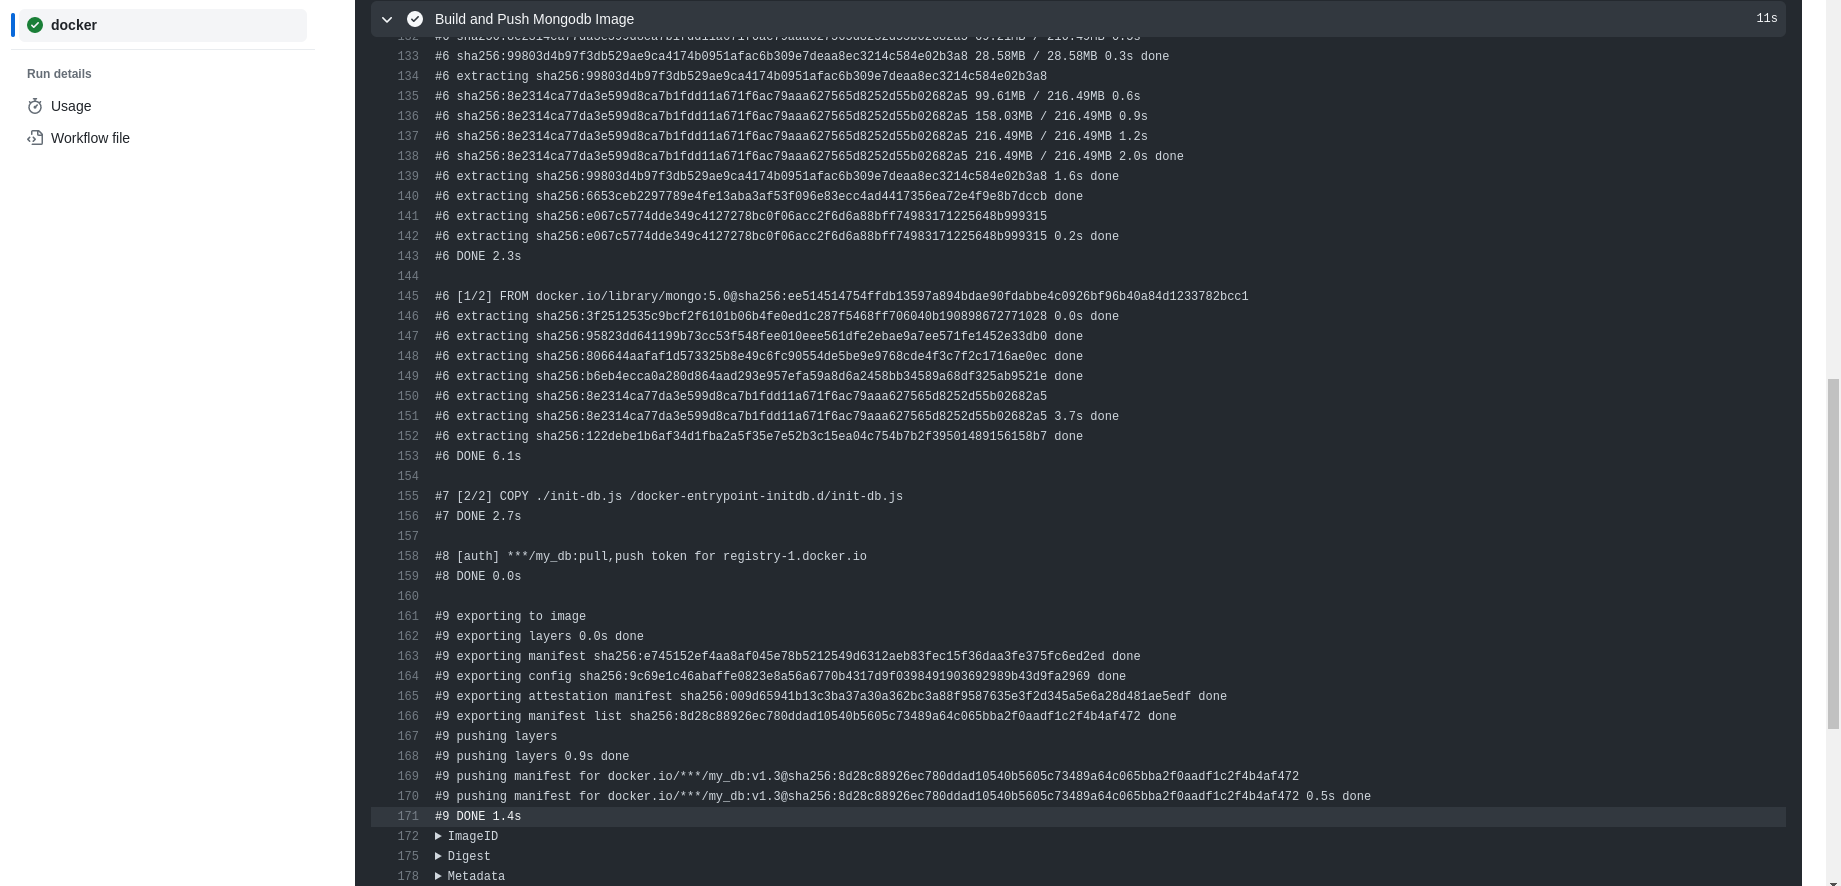 docker
Run details
Usage
Workflow file
Build and Push Mongodb Image 11s
133 #6 sha256:99803d4b97f3db529ae9ca4174b0951afac6b309e7deaa8ec3214c584e02b3a8 28.58MB / 28.58MB 0.3s done
134 #6 extracting sha256:99803d4b97f3db529ae9ca4174b0951afac6b309e7deaa8ec3214c584e02b3a8
135 #6 sha256:8e2314ca77da3e599d8ca7b1fdd11a671f6ac79aaa627565d8252d55b02682a5 99.61MB / 216.49MB 0.6s
136 #6 sha256:8e2314ca77da3e599d8ca7b1fdd11a671f6ac79aaa627565d8252d55b02682a5 158.03MB / 216.49MB 0.9s
137 #6 sha256:8e2314ca77da3e599d8ca7b1fdd11a671f6ac79aaa627565d8252d55b02682a5 216.49MB / 216.49MB 1.2s
138 #6 sha256:8e2314ca77da3e599d8ca7b1fdd11a671f6ac79aaa627565d8252d55b02682a5 216.49MB / 216.49MB 2.0s done
139 #6 extracting sha256:99803d4b97f3db529ae9ca4174b0951afac6b309e7deaa8ec3214c584e02b3a8 1.6s done
140 #6 extracting sha256:6653ceb2297789e4fe13aba3af53f096e83ecc4ad4417356ea72e4f9e8b7dccb done
141 #6 extracting sha256:e067c5774dde349c4127278bc0f06acc2f6d6a88bff74983171225648b999315
142 #6 extracting sha256:e067c5774dde349c4127278bc0f06acc2f6d6a88bff74983171225648b999315 0.2s done
143 #6 DONE 2.3s
144
145 #6 [1/2] FROM docker.io/library/mongo:5.0@sha256:ee514514754ffdb13597a894bdae90fdabbe4c0926bf96b40a84d1233782bcc1
146 #6 extracting sha256:3f2512535c9bcf2f6101b06b4fe0ed1c287f5468ff706040b190898672771028 0.0s done
147 #6 extracting sha256:95823dd641199b73cc53f548fee010eee561dfe2ebae9a7ee571fe1452e33db0 done
148 #6 extracting sha256:806644aafaf1d573325b8e49c6fc90554de5be9e9768cde4f3c7f2c1716ae0ec done
149 #6 extracting sha256:b6eb4ecca0a280d864aad293e957efa59a8d6a2458bb34589a68df325ab9521e done
150 #6 extracting sha256:8e2314ca77da3e599d8ca7b1fdd11a671f6ac79aaa627565d8252d55b02682a5
151 #6 extracting sha256:8e2314ca77da3e599d8ca7b1fdd11a671f6ac79aaa627565d8252d55b02682a5 3.7s done
152 #6 extracting sha256:122debe1b6af34d1fba2a5f35e7e52b3c15ea04c754b7b2f39501489156158b7 done
153 #6 DONE 6.1s
154
155 #7 [2/2] COPY ./init-db.js /docker-entrypoint-initdb.d/init-db.js
156 #7 DONE 2.7s
157
158 #8 [auth] ***/my_db:pull,push token for registry-1.docker.io
159 #8 DONE 0.0s
160
161 #9 exporting to image
162 #9 exporting layers 0.0s done
163 #9 exporting manifest sha256:e745152ef4aa8af045e78b5212549d6312aeb83fec15f36daa3fe375fc6ed2ed done
164 #9 exporting config sha256:9c69e1c46abaffe0823e8a56a6770b4317d9f0398491903692989b43d9fa2969 done
165 #9 exporting attestation manifest sha256:009d65941b13c3ba37a30a362bc3a88f9587635e3f2d345a5e6a28d481ae5edf done
166 #9 exporting manifest list sha256:8d28c88926ec780ddad10540b5605c73489a64c065bba2f0aadf1c2f4b4af472 done
167 #9 pushing layers
168 #9 pushing layers 0.9s done
169 #9 pushing manifest for docker.io/***/my_db:v1.3@sha256:8d28c88926ec780ddad10540b5605c73489a64c065bba2f0aadf1c2f4b4af472
170 #9 pushing manifest for docker.io/***/my_db:v1.3@sha256:8d28c88926ec780ddad10540b5605c73489a64c065bba2f0aadf1c2f4b4af472 0.5s done
171 #9 DONE 1.4s
172 ▶ ImageID
175 ▶ Digest
178 ▶ Metadata